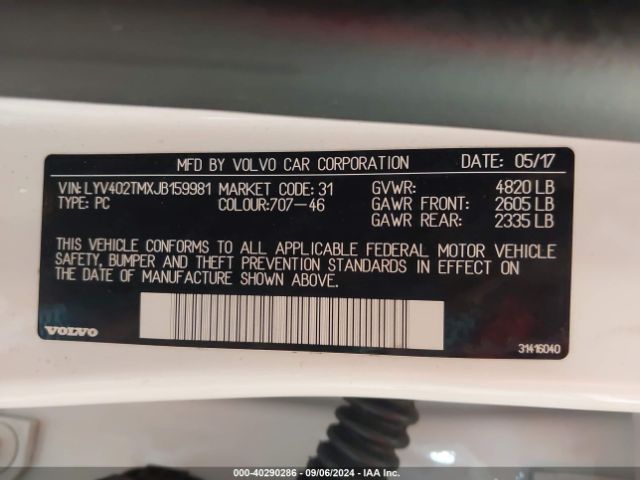 MFD BY VOLVO CAR CORPORATION DATE: 05/17
VIN: LYV402TMXJB159981 MARKET CODE: 31 GVWR: 4820 LB
TYPE: PC COLOUR:707-46 GAWR FRONT: 2605 LB
GAWR REAR: 2335 LB
THIS VEHICLE CONFORMS TO ALL APPLICABLE FEDERAL MOTOR VEHICLE
SAFETY, BUMPER AND THEFT PREVENTION STANDARDS IN EFFECT ON
THE DATE OF MANUFACTURE SHOWN ABOVE.
VOLVO
31416040
000-40290286 - 09/06/2024 - IAA Inc.